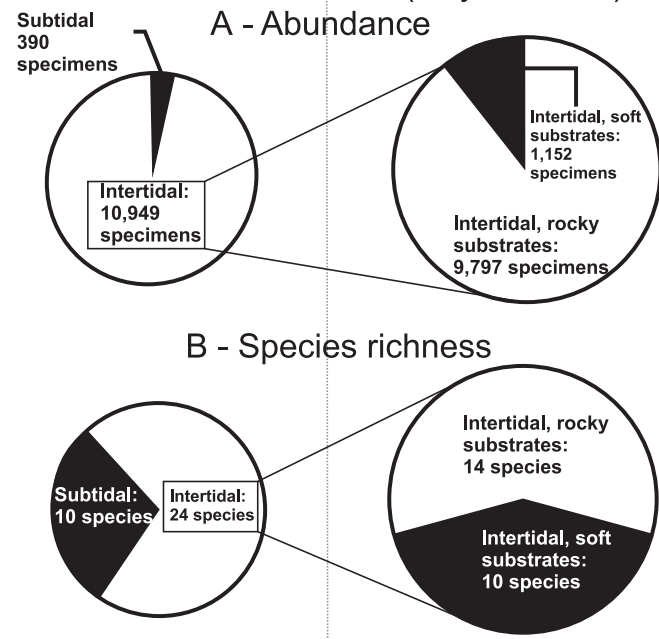 A - Abundance
Subtidal
390
specimens
Intertidal:
10,949
specimens
Intertidal, soft
substrates:
1,152
specimens
Intertidal, rocky
substrates:
9,797 specimens
B - Species richness
Subtidal:
10 species
Intertidal:
24 species
Intertidal, rocky
substrates:
14 species
Intertidal, soft
substrates:
10 species